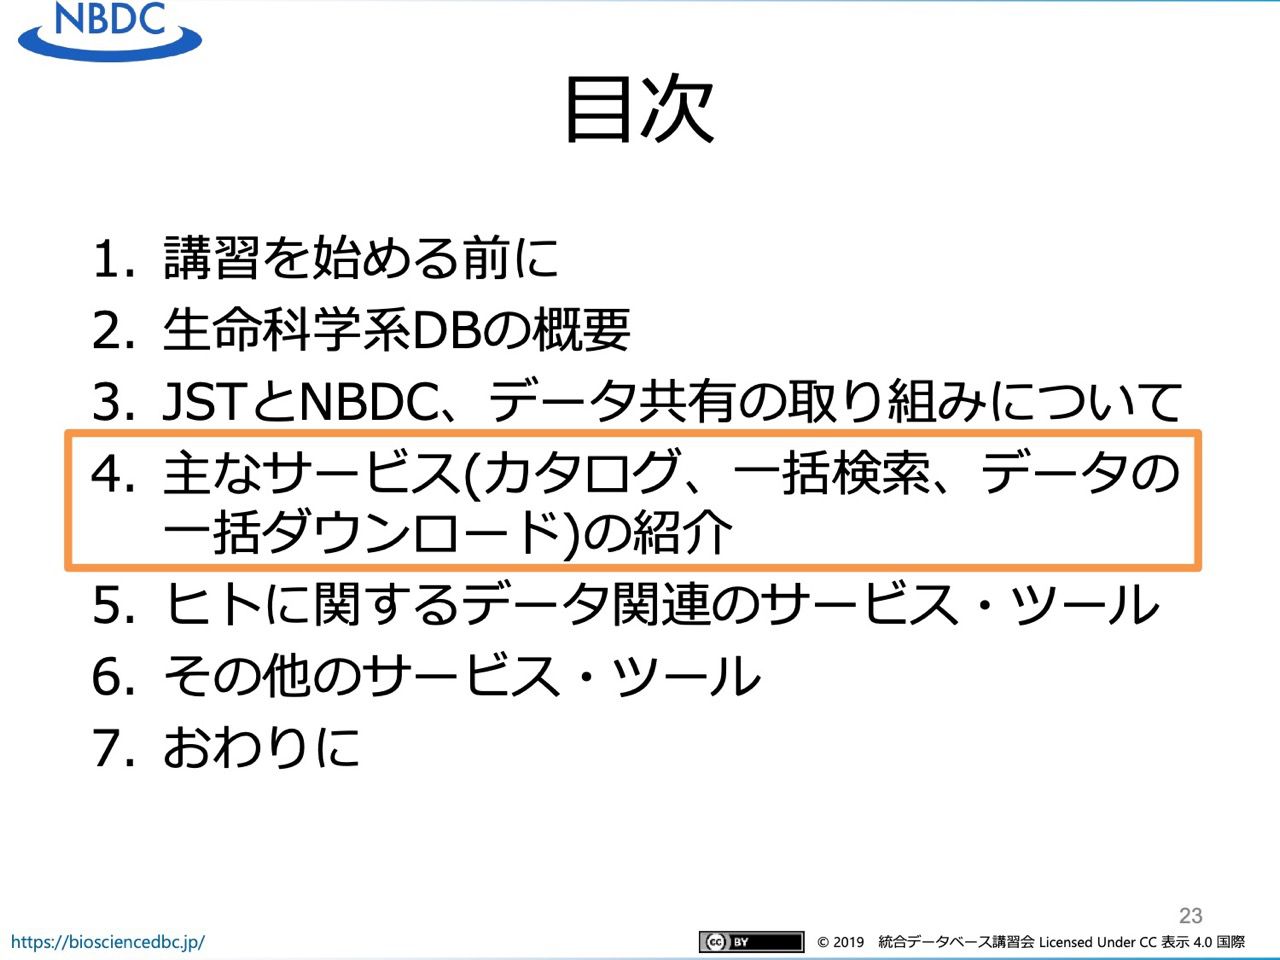 NBDC
目次
1. 講習を始める前に
2. 生命科学系DBの概要
3. JSTとNBDC、データ共有の取り組みについて
4. 主なサービス(カタログ、一括検索、データの
一括ダウンロード)の紹介
5. ヒトに関するデータ関連のサービス・ツール
6. その他のサービス・ツール
7. おわりに
23
https://biosciencedbc.jp/
cc BY © 2019 統合データベース講習会 Licensed Under CC 表示 4.0 国際